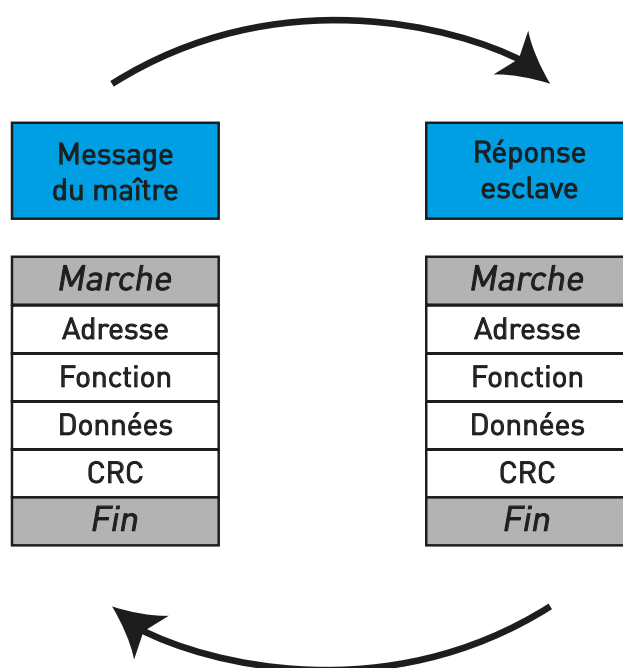 Message
du maître
Marche
Adresse
Fonction
Données
CRC
Fin
Réponse
esclave
Marche
Adresse
Fonction
Données
CRC
Fin